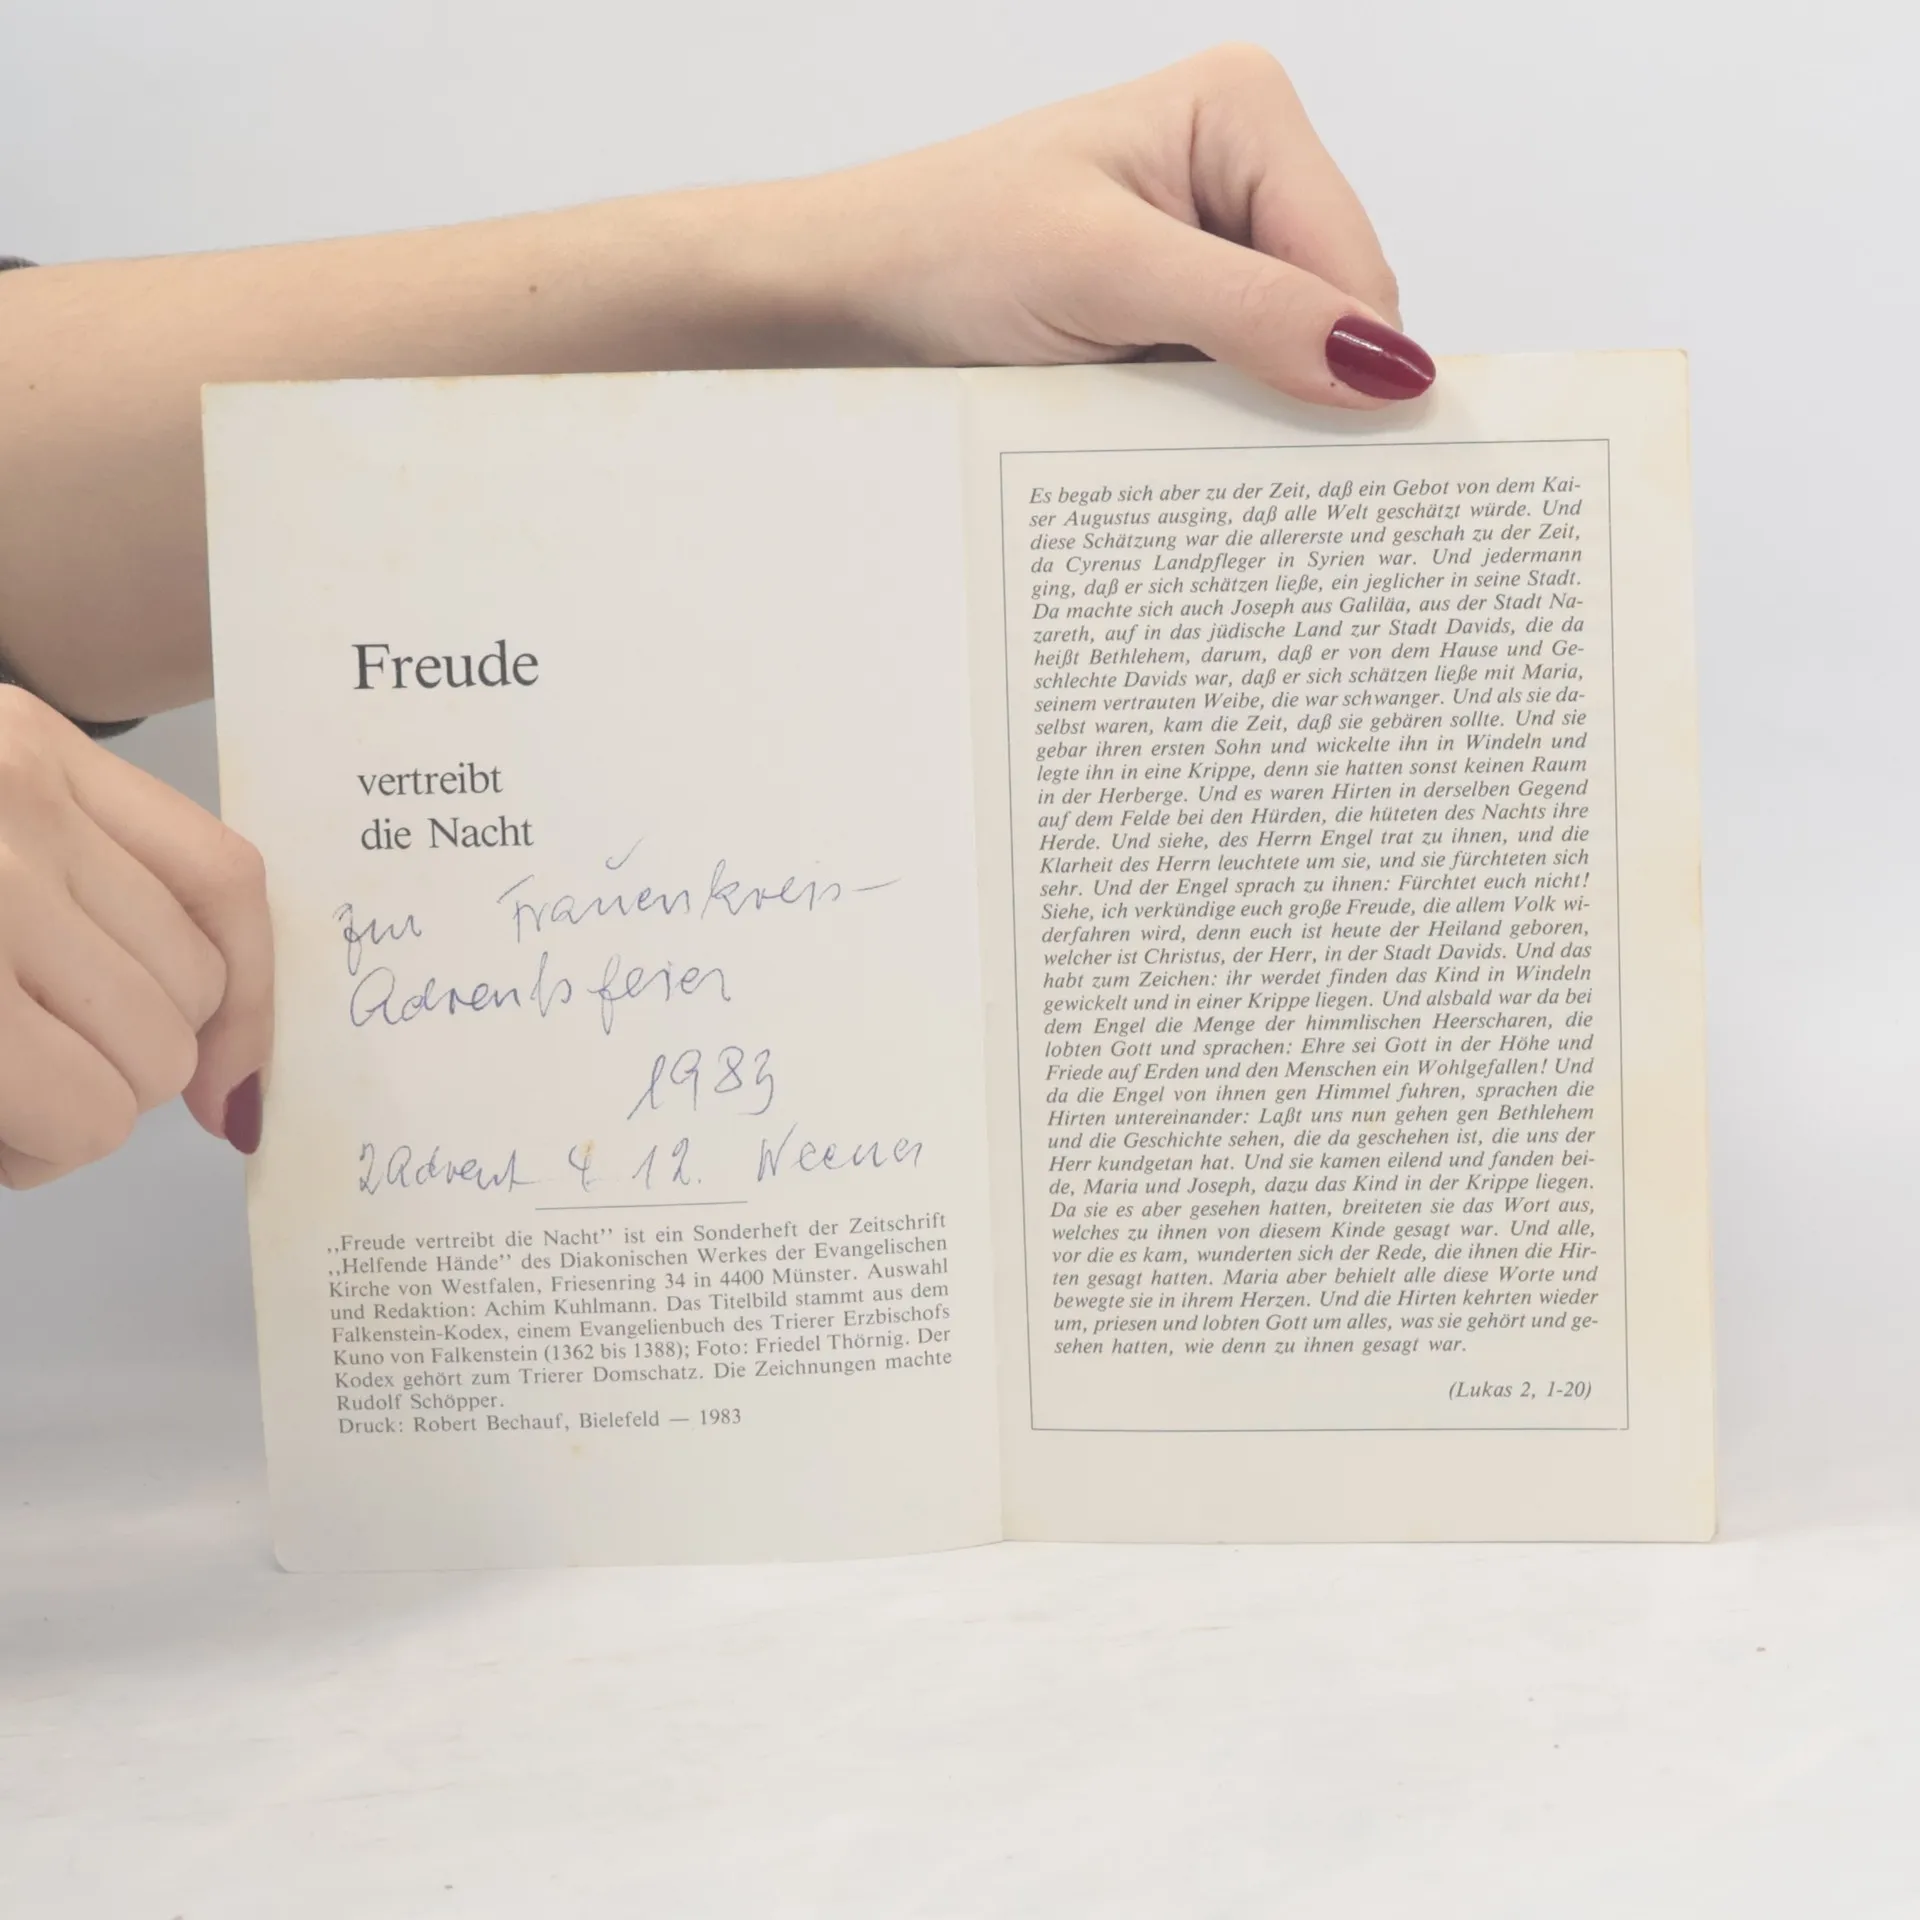 Freude
vertreibt
die Nacht
zur Frauenkreis-
Adventsfeier
1983
2 Advent 4. 12. Weener
,,Freude vertreibt die Nacht’’ ist ein Sonderheft der Zeitschrift
,,Helfende Hände’’ des Diakonischen Werkes der Evangelischen
Kirche von Westfalen, Friesenring 34 in 4400 Münster. Auswahl
und Redaktion: Achim Kuhlmann. Das Titelbild stammt aus dem
Falkenstein-Kodex, einem Evangelienbuch des Trierer Erzbischofs
Kuno von Falkenstein (1362 bis 1388); Foto: Friedel Thörnig. Der
Kodex gehört zum Trierer Domschatz. Die Zeichnungen machte
Rudolf Schöpper.
Druck: Robert Bechauf, Bielefeld — 1983
Es begab sich aber zu der Zeit, daß ein Gebot von dem Kai-
ser Augustus ausging, daß alle Welt geschätzt würde. Und
diese Schätzung war die allererste und geschah zu der Zeit,
da Cyrenus Landpfleger in Syrien war. Und jedermann
ging, daß er sich schätzen ließe, ein jeglicher in seine Stadt.
Da machte sich auch Joseph aus Galiläa, aus der Stadt Na-
zareth, auf in das jüdische Land zur Stadt Davids, die da
heißt Bethlehem, darum, daß er von dem Hause und Ge-
schlechte Davids war, daß er sich schätzen ließe mit Maria,
seinem vertrauten Weibe, die war schwanger. Und als sie da-
selbst waren, kam die Zeit, daß sie gebären sollte. Und sie
gebar ihren ersten Sohn und wickelte ihn in Windeln und
legte ihn in eine Krippe, denn sie hatten sonst keinen Raum
in der Herberge. Und es waren Hirten in derselben Gegend
auf dem Felde bei den Hürden, die hüteten des Nachts ihre
Herde. Und siehe, des Herrn Engel trat zu ihnen, und die
Klarheit des Herrn leuchtete um sie, und sie fürchteten sich
sehr. Und der Engel sprach zu ihnen: Fürchtet euch nicht!
Siehe, ich verkündige euch große Freude, die allem Volk wi-
derfahren wird, denn euch ist heute der Heiland geboren,
welcher ist Christus, der Herr, in der Stadt Davids. Und das
habt zum Zeichen: ihr werdet finden das Kind in Windeln
gewickelt und in einer Krippe liegen. Und alsbald war da bei
dem Engel die Menge der himmlischen Heerscharen, die
lobten Gott und sprachen: Ehre sei Gott in der Höhe und
Friede auf Erden und den Menschen ein Wohlgefallen! Und
da die Engel von ihnen gen Himmel fuhren, sprachen die
Hirten untereinander: Laßt uns nun gehen gen Bethlehem
und die Geschichte sehen, die da geschehen ist, die uns der
Herr kundgetan hat. Und sie kamen eilend und fanden bei-
de, Maria und Joseph, dazu das Kind in der Krippe liegen.
Da sie es aber gesehen hatten, breiteten sie das Wort aus,
welches zu ihnen von diesem Kinde gesagt war. Und alle,
vor die es kam, wunderten sich der Rede, die ihnen die Hir-
ten gesagt hatten. Maria aber behielt alle diese Worte und
bewegte sie in ihrem Herzen. Und die Hirten kehrten wieder
um, priesen und lobten Gott um alles, was sie gehört und ge-
sehen hatten, wie denn zu ihnen gesagt war.
(Lukas 2, 1-20)